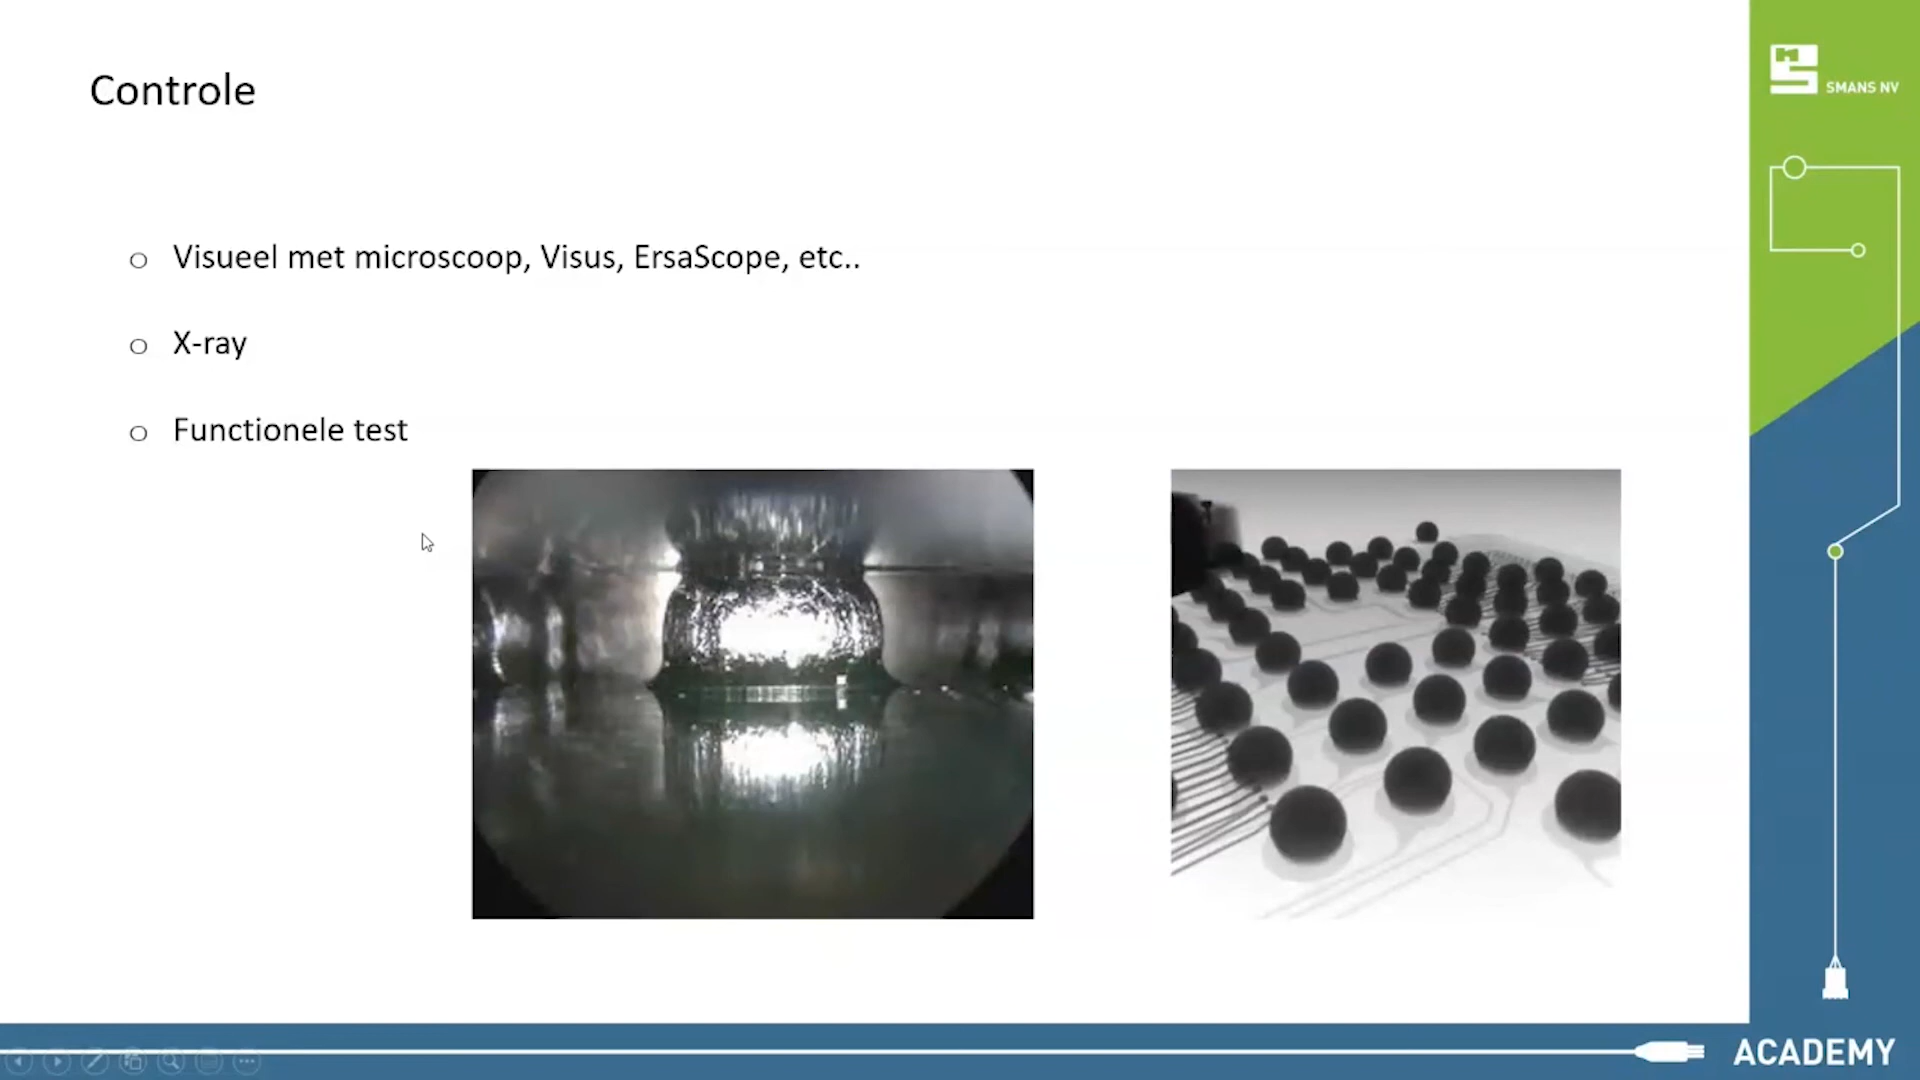 Controle
SMANS NV
Visueel met microscoop, Visus, ErsaScope, etc..
X-ray
Functionele test
ACADEMY